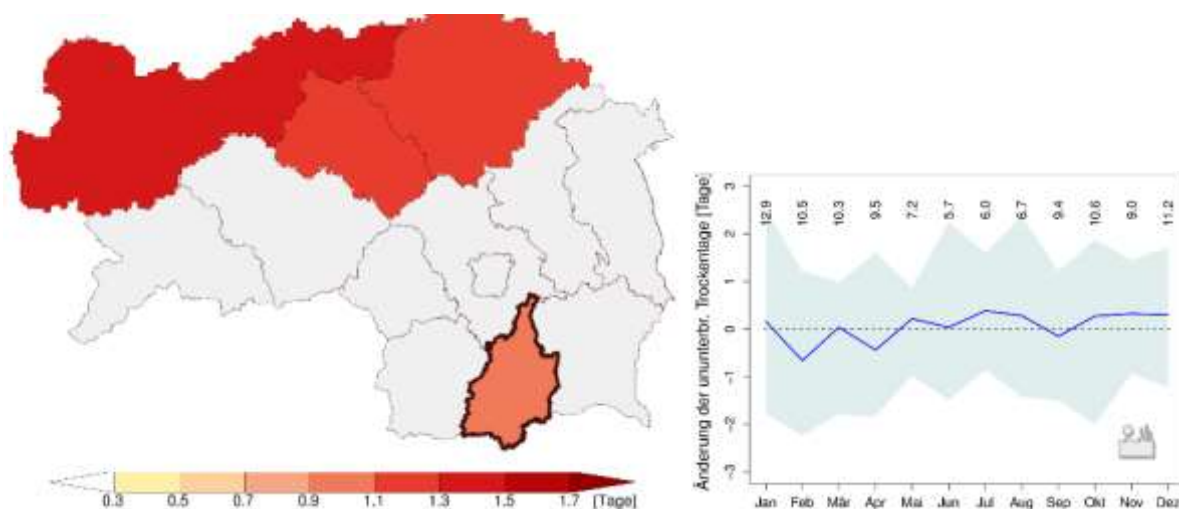 0.3 0.5 0.7 0.9 1.1 1.3 1.5 1.7 [Tage]
Änderung der ununterbr. Trockentage [Tage]
3
2
1
0
-1
-2
-3
12.9 10.5 10.3 9.5 7.2 5.7 6.0 6.7 9.4 10.6 9.0 11.2
Jan Feb Mär Apr Mai Jun Jul Aug Sep Okt Nov Dez